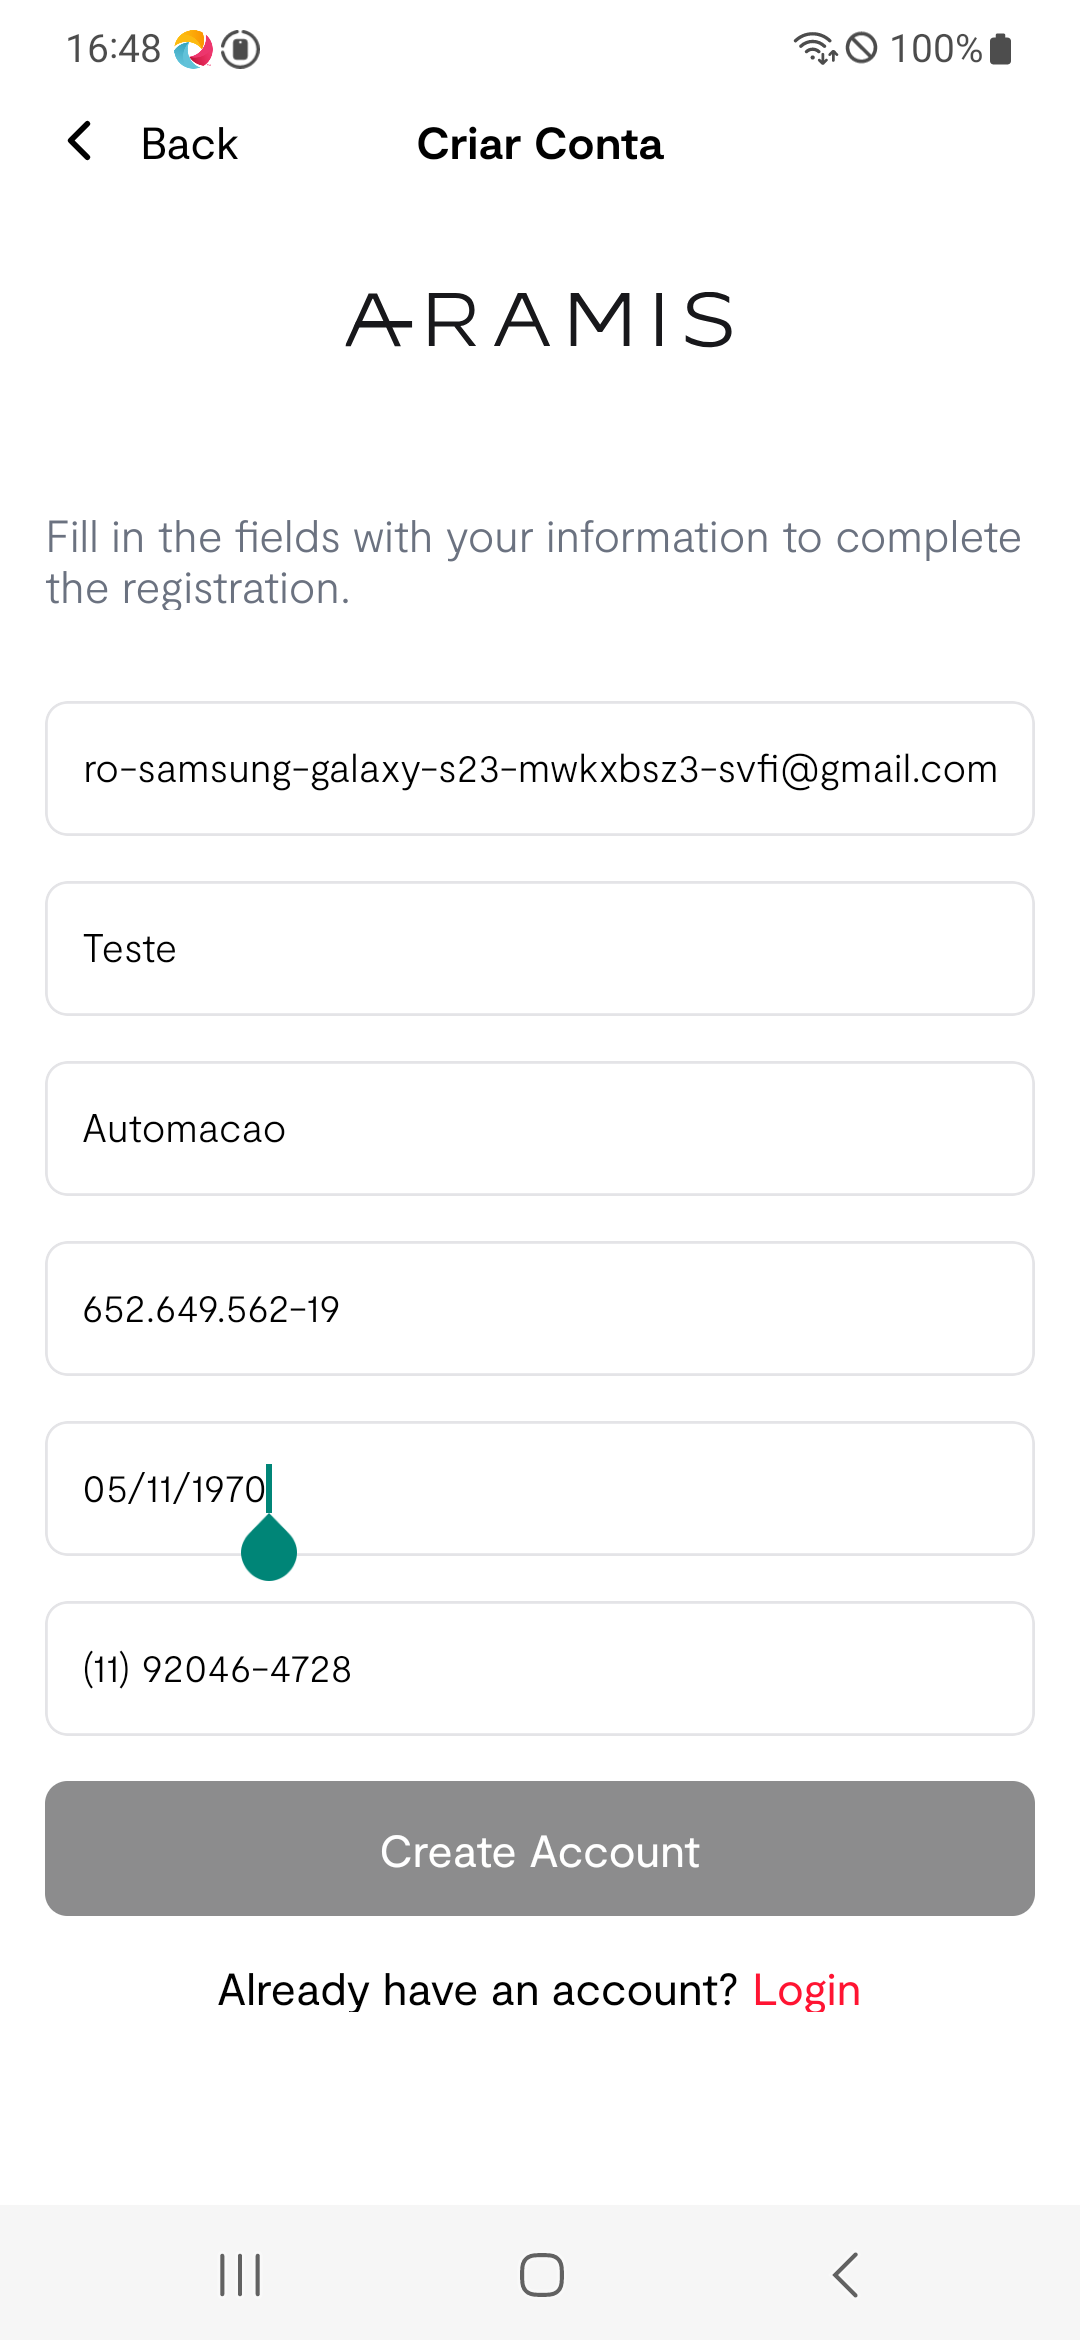 16:48
100%
Back
Criar Conta
ARAMIS
Fill in the fields with your information to complete
the registration.
ro-samsung-galaxy-s23-mwkxbsz3-svfi@gmail.com
Teste
Automacao
652.649.562-19
05/11/1970
(11) 92046-4728
Create Account
Already have an account? Login